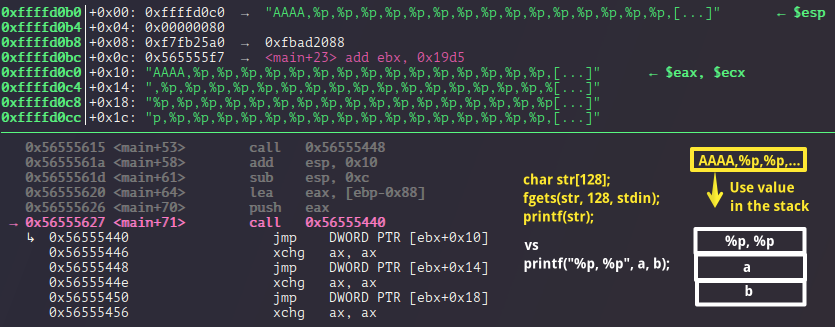 0xffffd0b0│+0x00: 0xffffd0c0 → "AAAA,%p,%p,%p,%p,%p,%p,%p,%p,%p,%p,%p,%p,%p,%p,[...]" ← $esp
0xffffd0b4│+0x04: 0x00000080
0xffffd0b8│+0x08: 0xf7fb25a0 → 0xfbad2088
0xffffd0bc│+0x0c: 0x565555f7 → <main+23> add ebx, 0x19d5
0xffffd0c0│+0x10: "AAAA,%p,%p,%p,%p,%p,%p,%p,%p,%p,%p,%p,%p,%p,%p,[...]" ← $eax, $ecx
0xffffd0c4│+0x14: ",%p,%p,%p,%p,%p,%p,%p,%p,%p,%p,%p,%p,%p,%p,%p,%[...]"
0xffffd0c8│+0x18: "%p,%p,%p,%p,%p,%p,%p,%p,%p,%p,%p,%p,%p,%p,%p,%p[...]"
0xffffd0cc│+0x1c: "p,%p,%p,%p,%p,%p,%p,%p,%p,%p,%p,%p,%p,%p,%p,%p,[...]"
0x56555615 <main+53> call 0x56555448
0x5655561a <main+58> add esp, 0x10
0x5655561d <main+61> sub esp, 0xc
0x56555620 <main+64> lea eax, [ebp-0x88]
0x56555626 <main+70> push eax
→ 0x56555627 <main+71> call 0x56555440
↳ 0x56555440 jmp DWORD PTR [ebx+0x10]
0x56555446 xchg ax, ax
0x56555448 jmp DWORD PTR [ebx+0x14]
0x5655544e xchg ax, ax
0x56555450 jmp DWORD PTR [ebx+0x18]
0x56555456 xchg ax, ax
char str[128];
fgets(str, 128, stdin);
printf(str);
vs
printf("%p, %p", a, b);
AAAA,%p,%p,...
Use value
in the stack
%p, %p
a
b